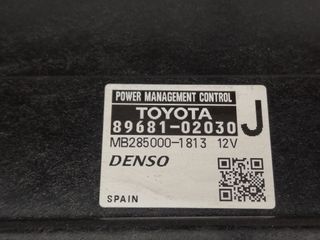 POWER MANAGEMENT CONTROL
TOYOTA
89681-02030 J
MB285000-1813 12V
DENSO
SPAIN